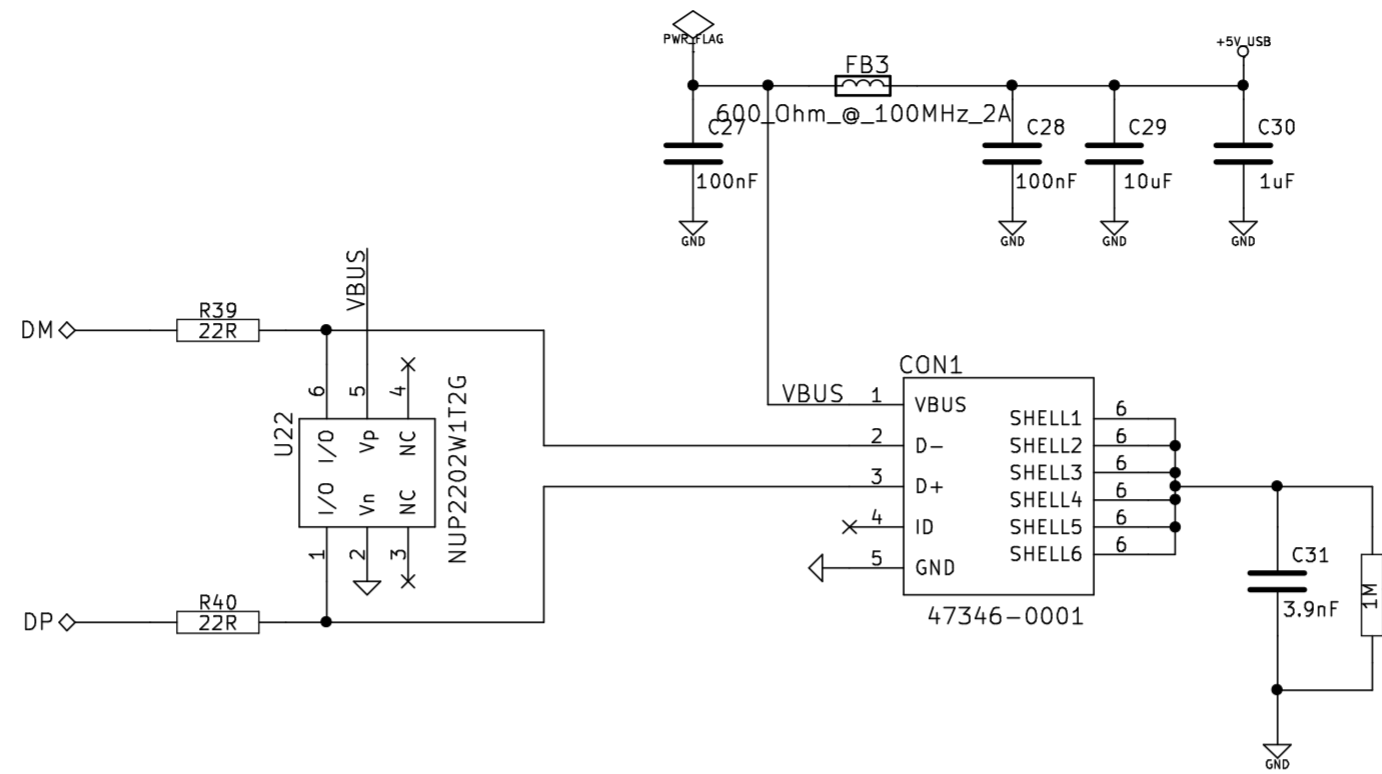 PWR_FLAG
+5V_USB
FB3
600_Ohm_@_100MHz_2A
C27
C28
C29
C30
100nF
100nF
10uF
1uF
GND
GND
GND
GND
VBUS
DM
R39
22R
6
5
4
U22
I/O
Vp
NC
I/O
Vn
NC
NUP2202W1T2G
1
2
3
DP
R40
22R
CON1
VBUS
1
VBUS
2
D-
3
D+
4
ID
5
GND
SHELL1
6
SHELL2
6
SHELL3
6
SHELL4
6
SHELL5
6
SHELL6
6
47346-0001
C31
3.9nF
1M
GND